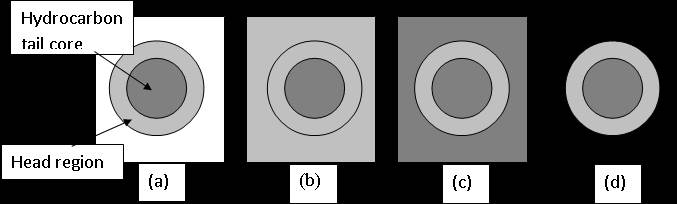 Hydrocarbon
tail core
Head region
(a)
(b)
(c)
(d)